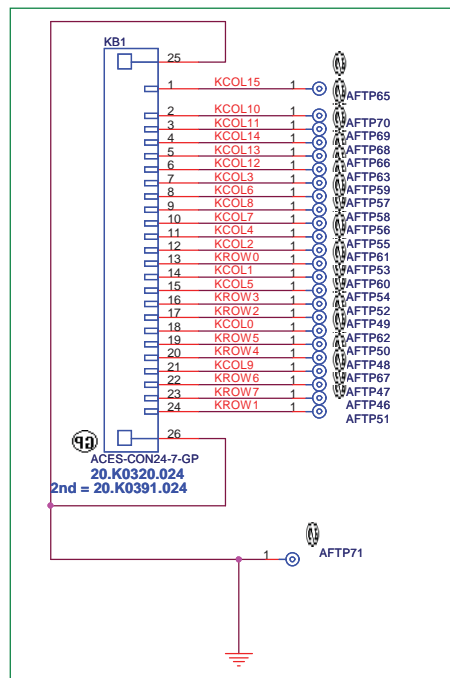 KB1
25
1 KCOL15 1 AFTP65
2 KCOL10 1 AFTP70
3 KCOL11 1 AFTP69
4 KCOL14 1 AFTP68
5 KCOL13 1 AFTP66
6 KCOL12 1 AFTP63
7 KCOL3 1 AFTP59
8 KCOL6 1 AFTP57
9 KCOL8 1 AFTP58
10 KCOL7 1 AFTP56
11 KCOL4 1 AFTP55
12 KCOL2 1 AFTP61
13 KROW0 1 AFTP53
14 KCOL1 1 AFTP60
15 KCOL5 1 AFTP54
16 KROW3 1 AFTP52
17 KROW2 1 AFTP49
18 KCOL0 1 AFTP62
19 KROW5 1 AFTP50
20 KROW4 1 AFTP48
21 KCOL9 1 AFTP67
22 KROW6 1 AFTP47
23 KROW7 1 AFTP46
24 KROW1 1 AFTP51
26
GP
ACES-CON24-7-GP
20.K0320.024
2nd = 20.K0391.024
1 AFTP71